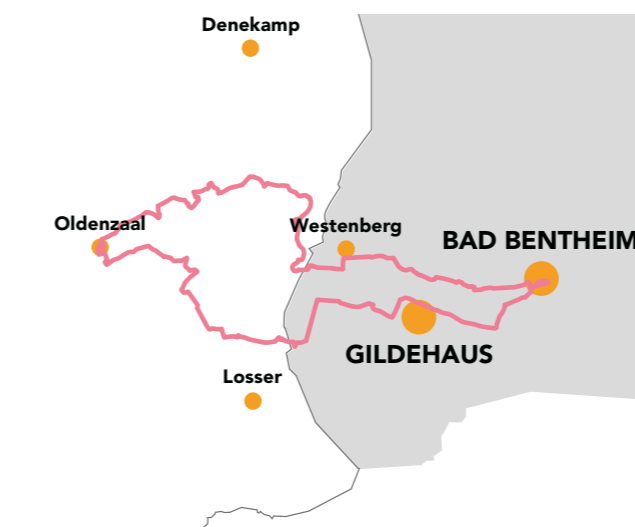 Denekamp
Oldenzaal
Westenberg
BAD BENTHEIM
GILDEHAUS
Losser